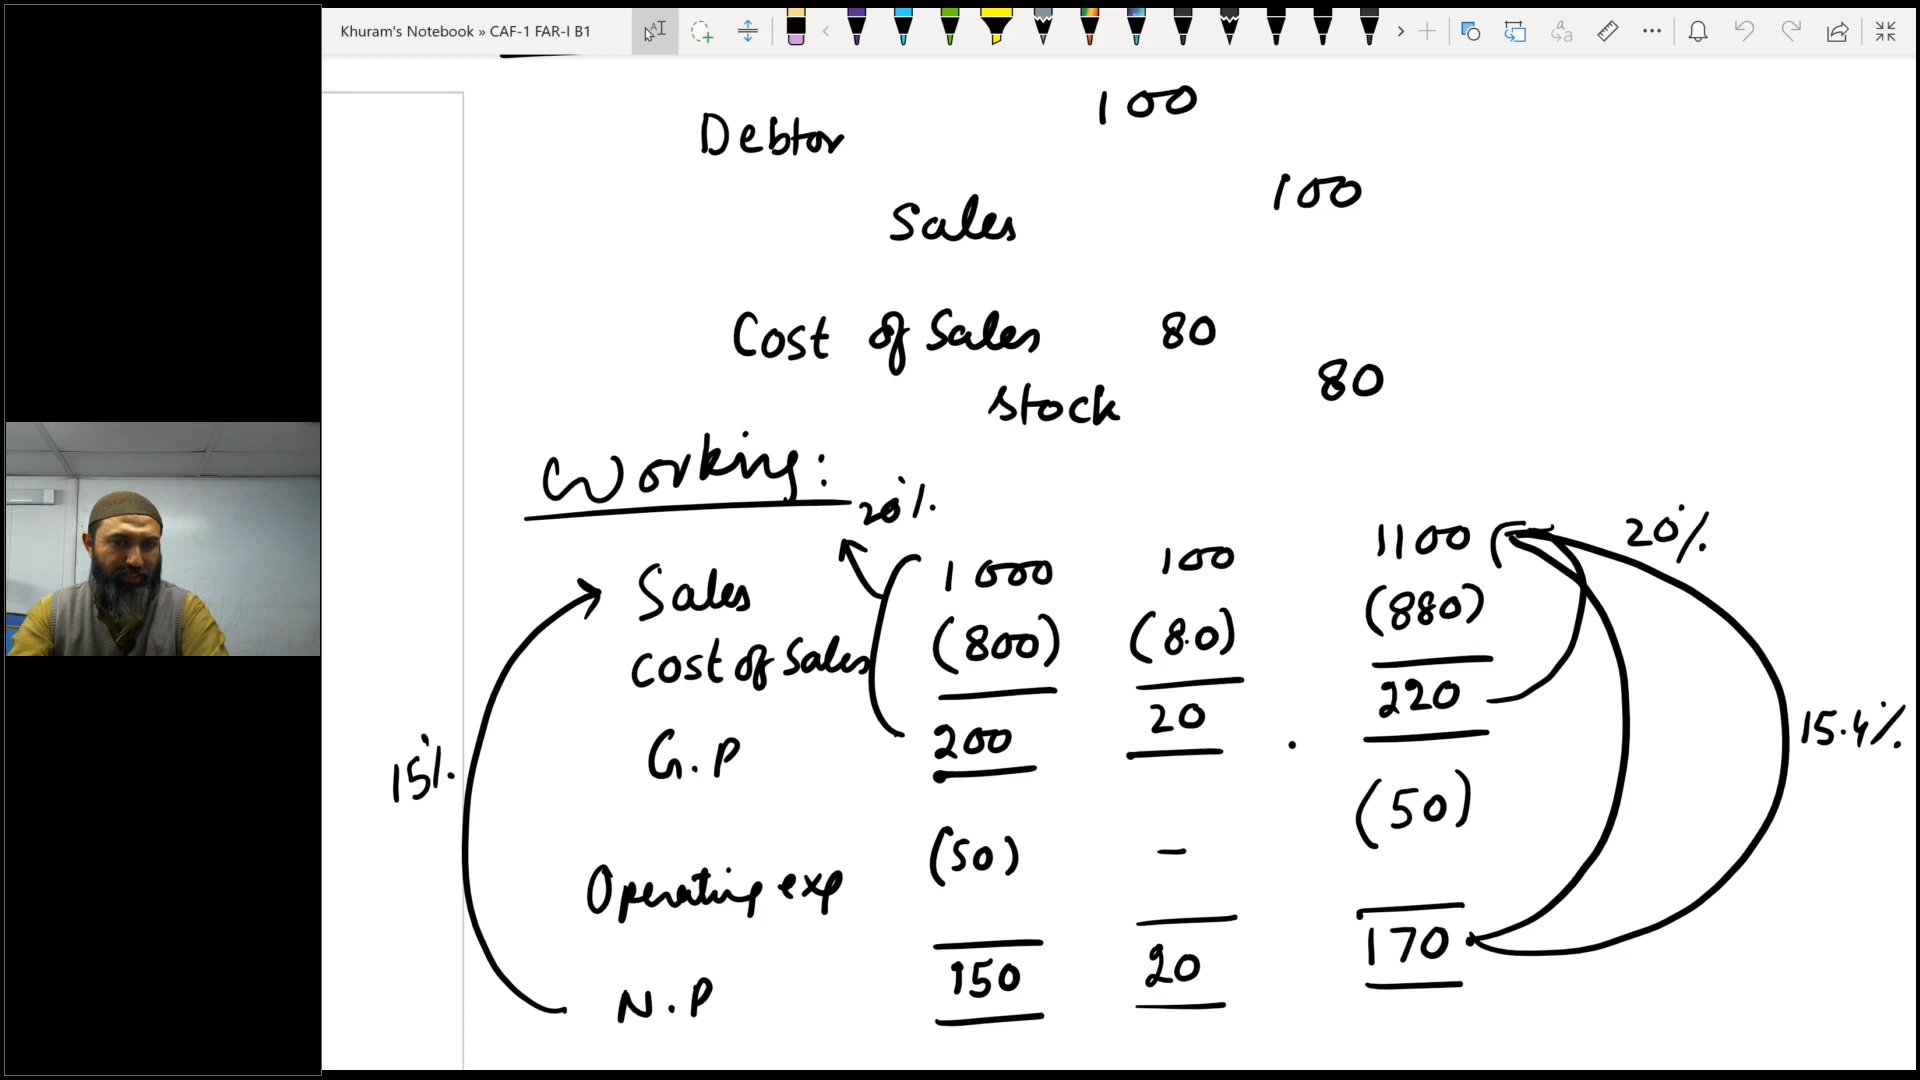 Khuram's Notebook » CAF-1 FAR-I B1
Debtor 100
Sales 100
Cost of Sales 80
Stock 80
Working:
20%
Sales 1000 100 1100 20%
Cost of Sales (800) (80) (880)
G.P 200 20 220
15% 15.4%
Operating exp (50) - (50)
N.P 150 20 170